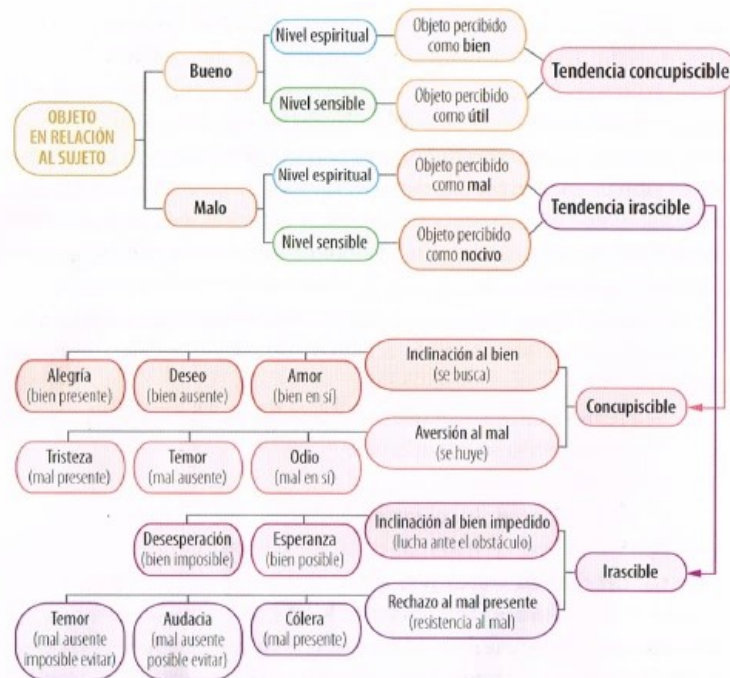 OBJETO
EN RELACIÓN
AL SUJETO
Bueno
Nivel espiritual
Objeto percibido
como bien
Nivel sensible
Objeto percibido
como útil
Tendencia concupiscible
Malo
Nivel espiritual
Objeto percibido
como mal
Nivel sensible
Objeto percibido
como nocivo
Tendencia irascible
Alegría
(bien presente)
Deseo
(bien ausente)
Amor
(bien en sí)
Inclinación al bien
(se busca)
Concupiscible
Tristeza
(mal presente)
Temor
(mal ausente)
Odio
(mal en sí)
Aversión al mal
(se huye)
Desesperación
(bien imposible)
Esperanza
(bien posible)
Inclinación al bien impedido
(lucha ante el obstáculo)
Irascible
Temor
(mal ausente
imposible evitar)
Audacia
(mal ausente
posible evitar)
Cólera
(mal presente)
Rechazo al mal presente
(resistencia al mal)